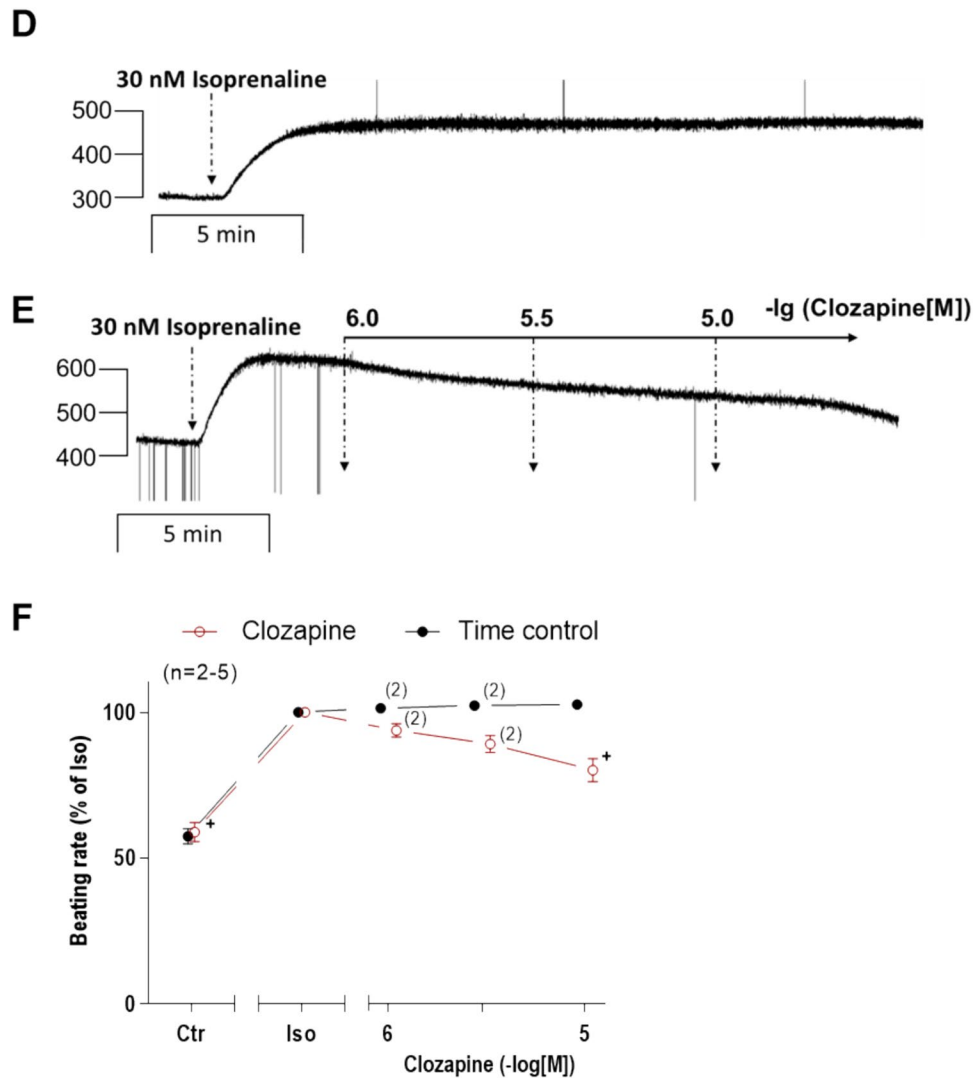 D
30 nM Isoprenaline
500
400
300
5 min
E
30 nM Isoprenaline
6.0 5.5 5.0 -lg (Clozapine[M])
600
500
400
5 min
F
Clozapine Time control
(n=2-5)
100
(2) (2)
(2) (2)
+
+
50
0
Beating rate (% of Iso)
Ctr Iso 6 5
Clozapine (-log[M])